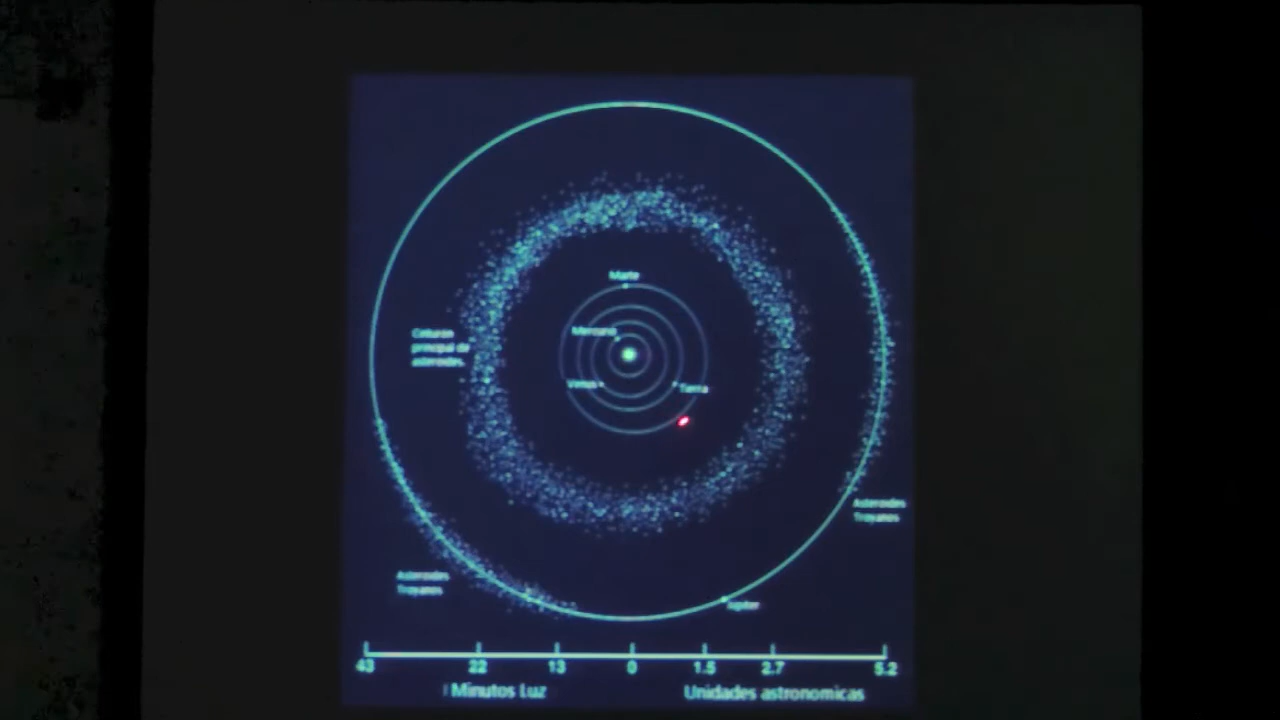 Marte
Mercurio
Cinturon
principal de
asteroides.
Venus
Tierra
Asteroides
Troyanos
Asteroides
Troyanos
Jupiter
43 22 13 0 1.5 2.7 5.2
Minutos Luz Unidades astronomicas